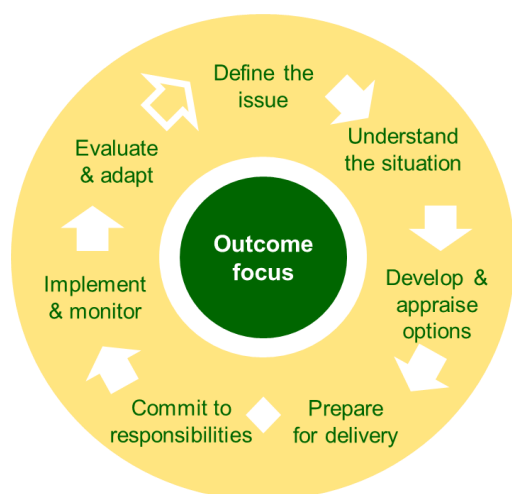 Define the
issue
Understand
the situation
Develop &
appraise
options
Prepare
for delivery
Commit to
responsibilities
Implement
& monitor
Evaluate
& adapt
Outcome
focus